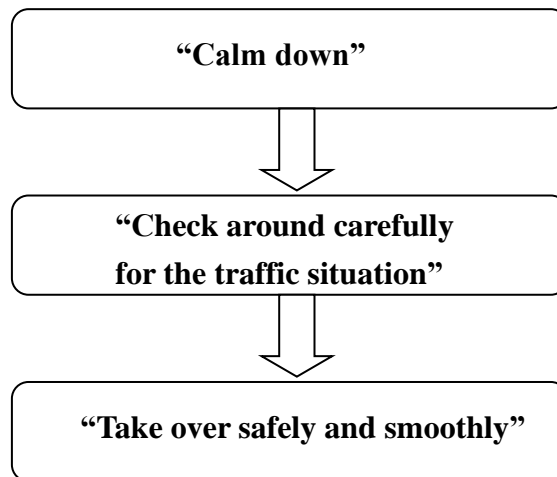 “Calm down”
“Check around carefully
for the traffic situation”
“Take over safely and smoothly”